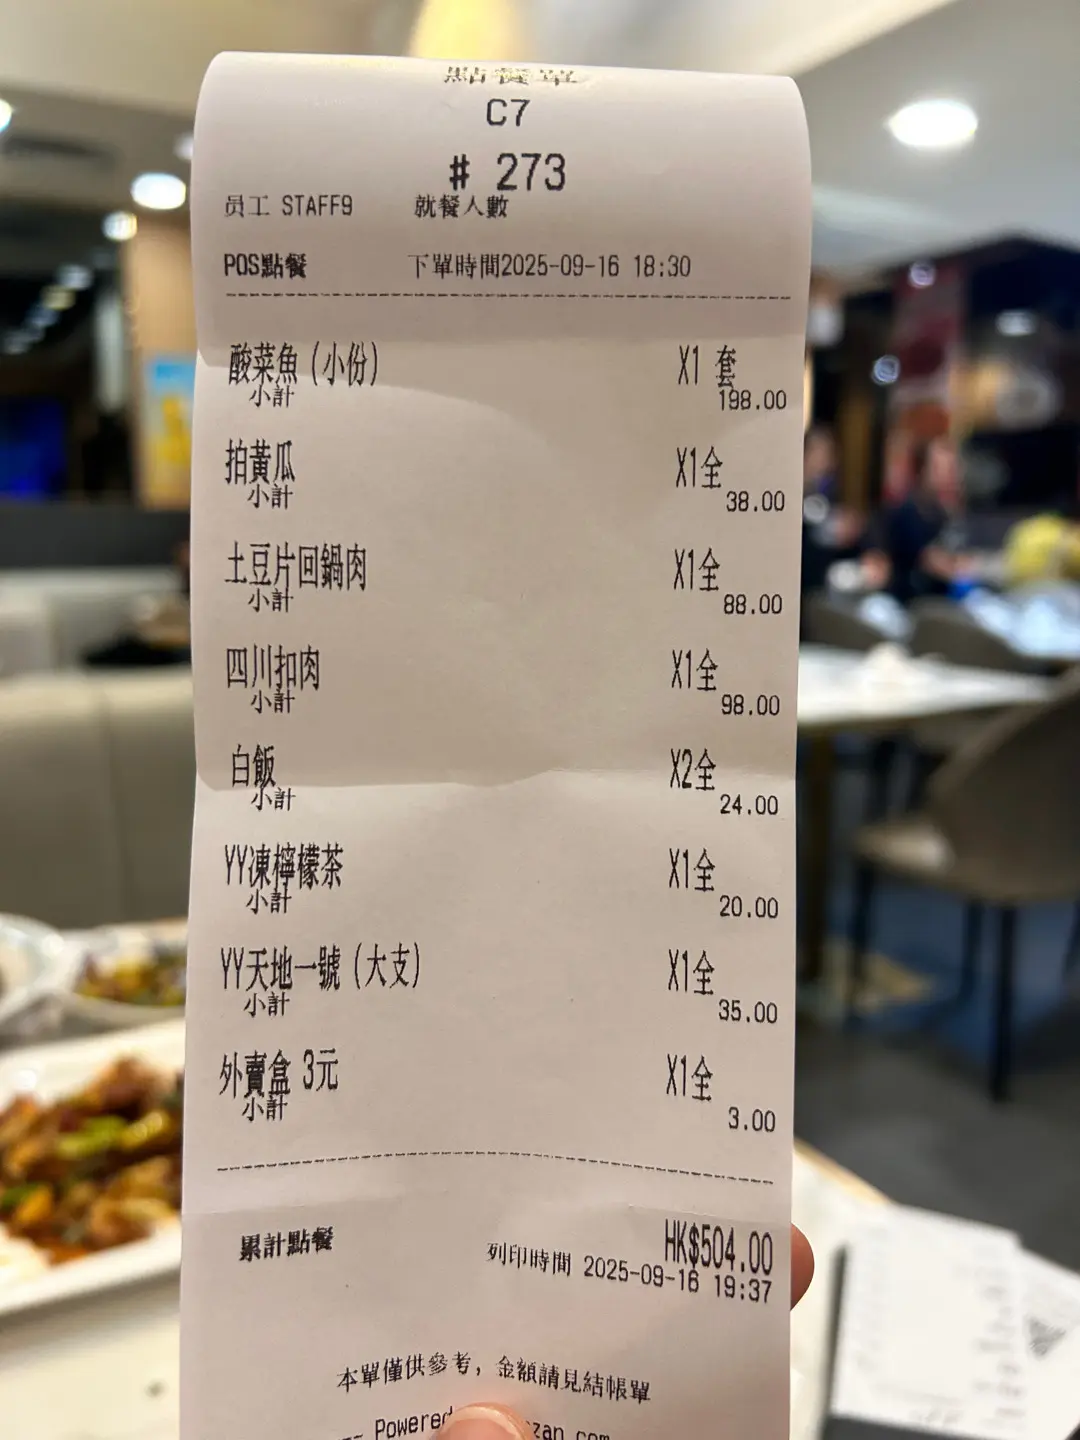 點餐單
C7
# 273
员工 STAFF9 就餐人數
POS點餐 下單時間2025-09-16 18:30
酸菜魚（小份） X1 套
小計 198.00
拍黃瓜 X1全
小計 38.00
土豆片回鍋肉 X1全
小計 88.00
四川扣肉 X1全
小計 98.00
白飯 X2全
小計 24.00
YY凍檸檬茶 X1全
小計 20.00
YY天地一號（大支） X1全
小計 35.00
外賣盒 3元 X1全
小計 3.00
累計點餐 HK$504.00
列印時間 2025-09-16 19:37
本單僅供參考，金額請見結帳單
-- Powered zan.com